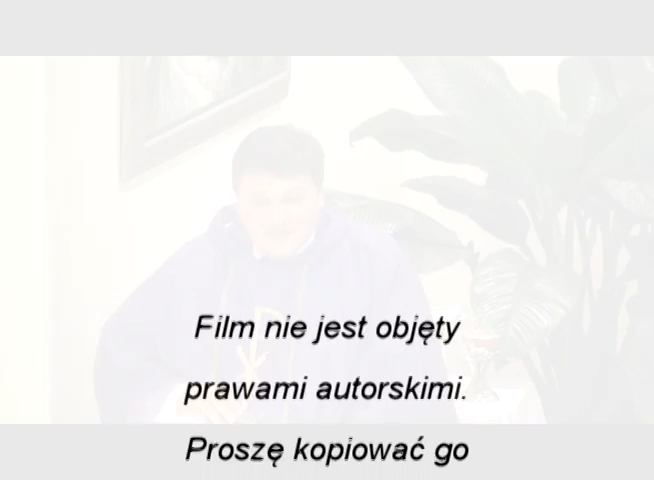 Film nie jest objęty
prawami autorskimi.
Proszę kopiować go